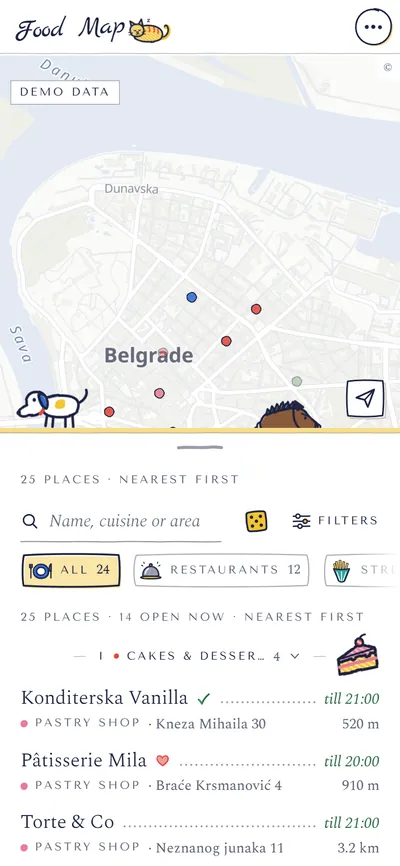 Food Map
©
Danu
DEMO DATA
Dunavska
Sava
Belgrade
25 PLACES · NEAREST FIRST
Name, cuisine or area
FILTERS
ALL 24
RESTAURANTS 12
STRE
25 PLACES · 14 OPEN NOW · NEAREST FIRST
I • CAKES & DESSER… 4
Konditerska Vanilla till 21:00
PASTRY SHOP · Kneza Mihaila 30 520 m
Pâtisserie Mila till 20:00
PASTRY SHOP · Braće Krsmanović 4 910 m
Torte & Co till 21:00
PASTRY SHOP · Neznanog junaka 11 3.2 km